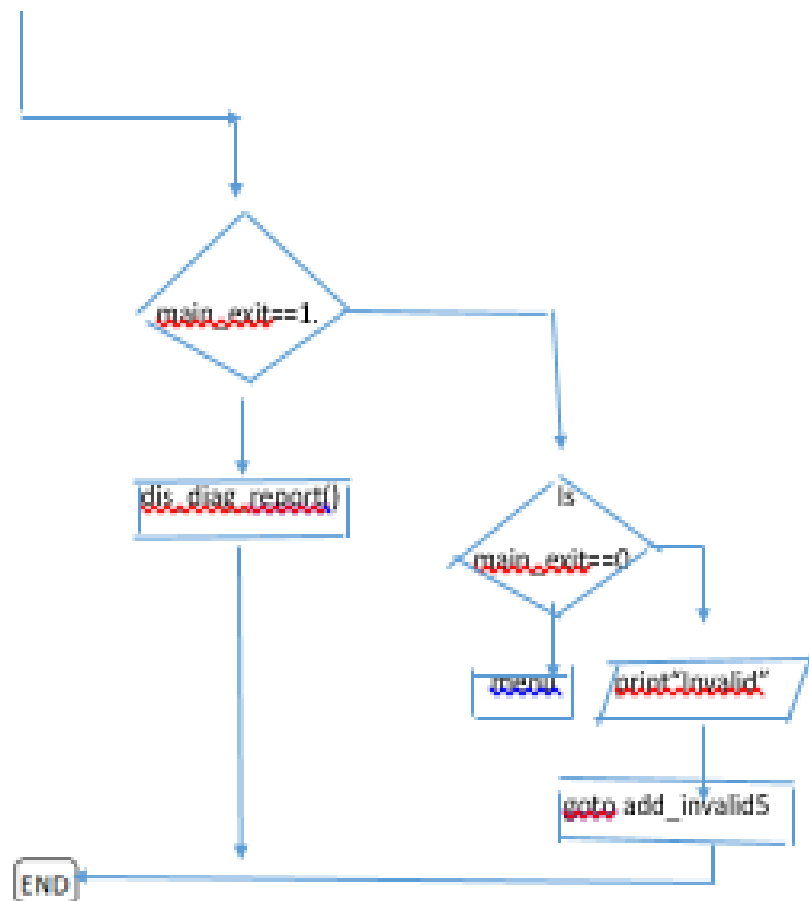 main_exit==1.
dis_diag_report()
Is
main_exit==0
menu
print"Invalid"
goto add_invalid5
END